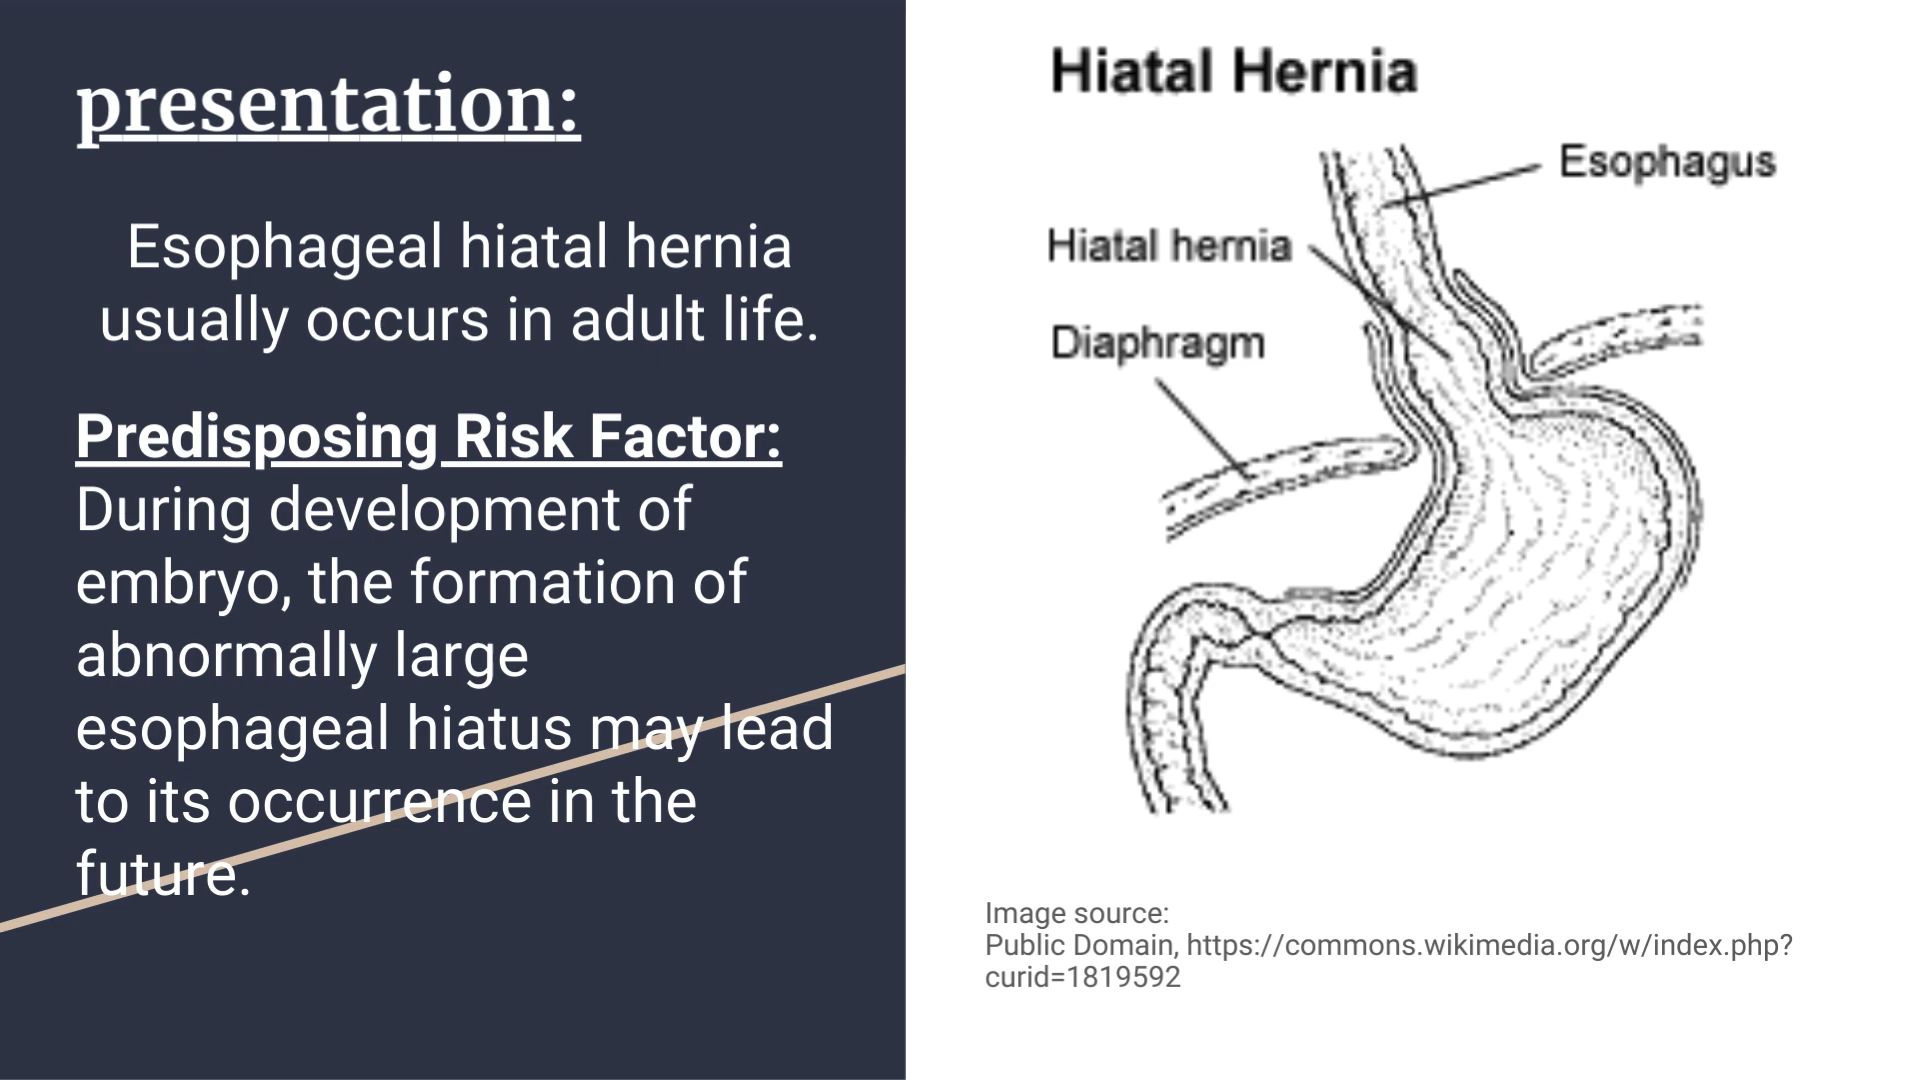 presentation:
Esophageal hiatal hernia
usually occurs in adult life.
Predisposing Risk Factor:
During development of
embryo, the formation of
abnormally large
esophageal hiatus may lead
to its occurrence in the
future.
Hiatal Hernia
Esophagus
Hiatal hernia
Diaphragm
Image source:
Public Domain, https://commons.wikimedia.org/w/index.php?
curid=1819592